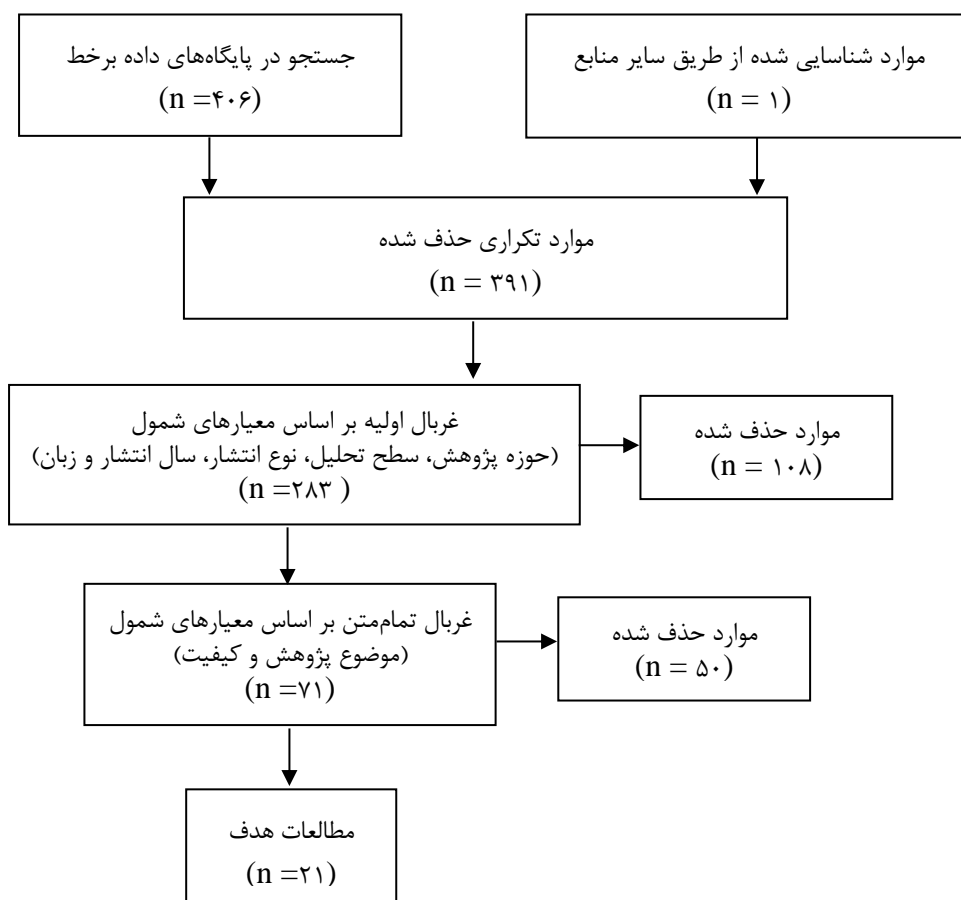 موارد شناسایی شده از طریق سایر منابع
(n = ۱)
جستجو در پایگاه‌های داده برخط
(n =۴۰۶)
موارد تکراری حذف شده
(n = ۳۹۱)
غربال اولیه بر اساس معیارهای شمول
(حوزه پژوهش، سطح تحلیل، نوع انتشار، سال انتشار و زبان)
(n =۲۸۳ )
موارد حذف شده
(n = ۱۰۸)
غربال تمام‌متن بر اساس معیارهای شمول
(موضوع پژوهش و کیفیت)
(n =۷۱)
موارد حذف شده
(n = ۵۰)
مطالعات هدف
(n =۲۱)